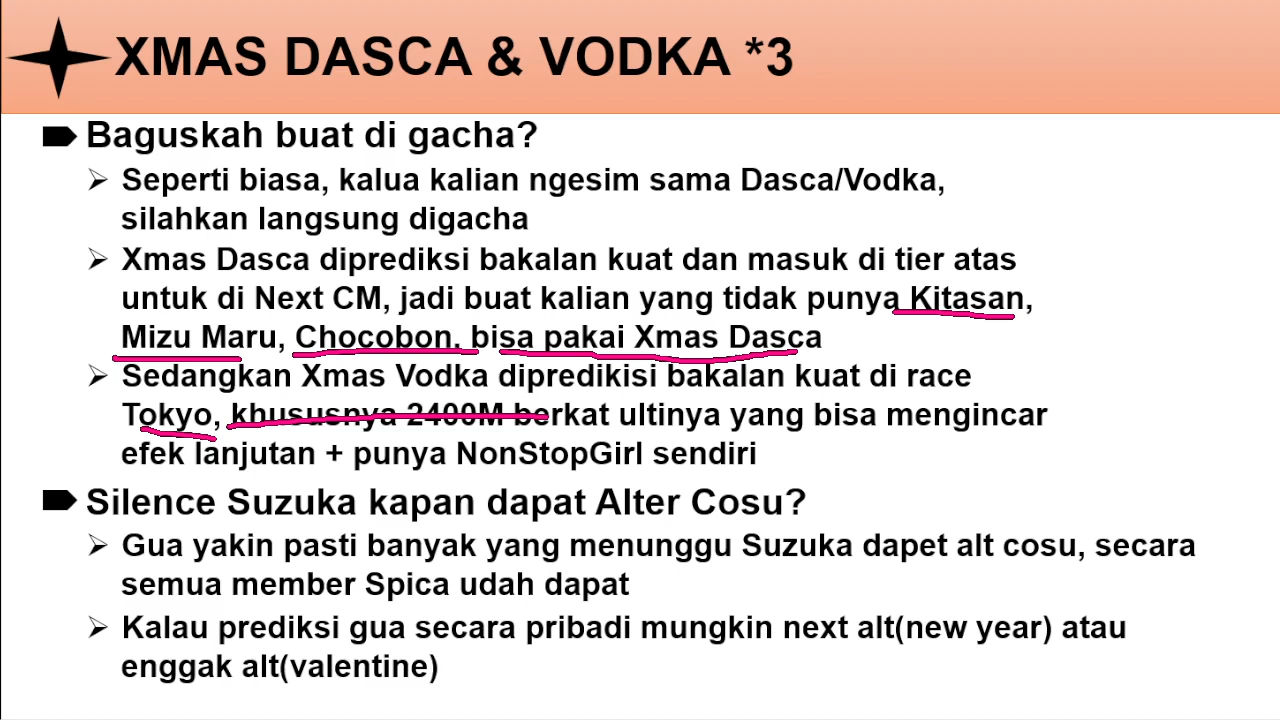 XMAS DASCA & VODKA *3
Baguskah buat di gacha?
Seperti biasa, kalua kalian ngesim sama Dasca/Vodka,
silahkan langsung digacha
Xmas Dasca diprediksi bakalan kuat dan masuk di tier atas
untuk di Next CM, jadi buat kalian yang tidak punya Kitasan,
Mizu Maru, Chocobon, bisa pakai Xmas Dasca
Sedangkan Xmas Vodka dipredikisi bakalan kuat di race
Tokyo, khususnya 2400M berkat ultinya yang bisa mengincar
efek lanjutan + punya NonStopGirl sendiri
Silence Suzuka kapan dapat Alter Cosu?
Gua yakin pasti banyak yang menunggu Suzuka dapet alt cosu, secara
semua member Spica udah dapat
Kalau prediksi gua secara pribadi mungkin next alt(new year) atau
enggak alt(valentine)